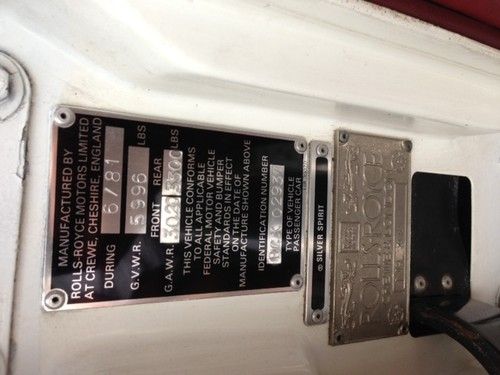 MANUFACTURED BY
ROLLS-ROYCE MOTORS LIMITED
AT CREWE, CHESHIRE, ENGLAND
DURING 6/81
G.V.W.R. 5996 LBS
FRONT REAR
G.A.W.R. LBS
THIS VEHICLE CONFORMS
TO ALL APPLICABLE
FEDERAL MOTOR VEHICLE
SAFETY AND BUMPER
STANDARDS IN EFFECT
ON THE DATE OF
MANUFACTURE SHOWN ABOVE
IDENTIFICATION NUMBER
TYPE OF VEHICLE
PASSENGER CAR
SILVER SPIRIT
ROLLS-ROYCE